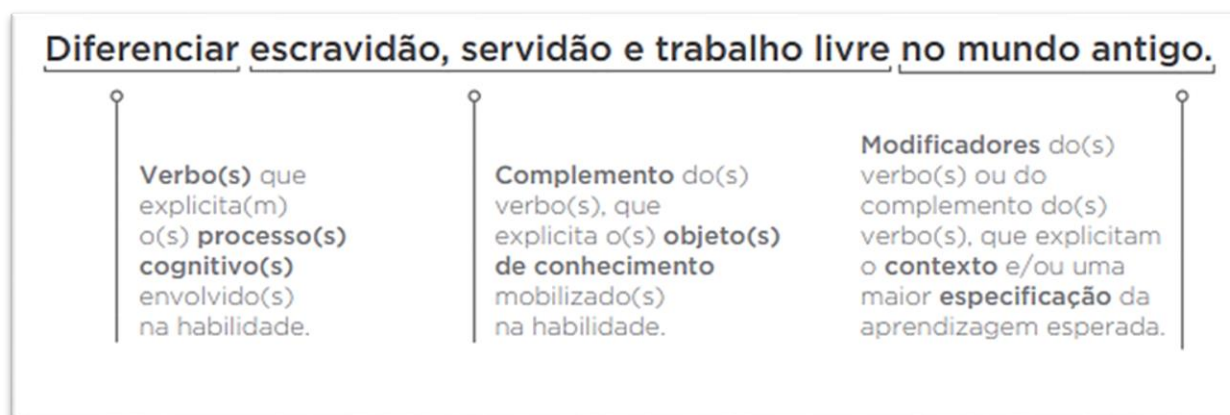 Diferenciar escravidão, servidão e trabalho livre no mundo antigo.
Verbo(s) que
explicita(m)
o(s) processo(s)
cognitivo(s)
envolvido(s)
na habilidade.
Complemento do(s)
verbo(s), que
explicita o(s) objeto(s)
de conhecimento
mobilizado(s)
na habilidade.
Modificadores do(s)
verbo(s) ou do
complemento do(s)
verbo(s), que explicitam
o contexto e/ou uma
maior especificação da
aprendizagem esperada.